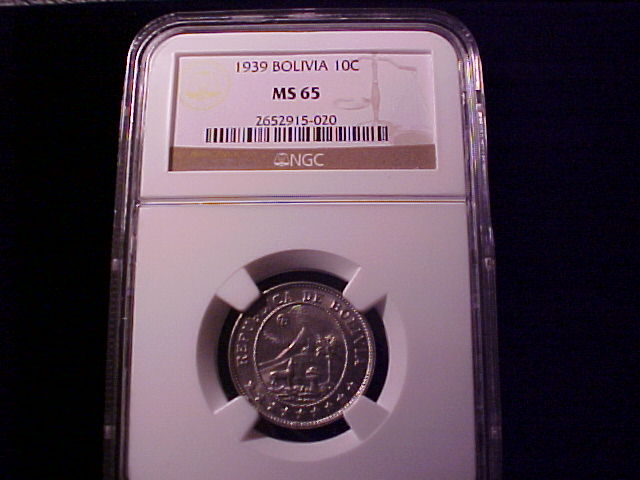 1939 BOLIVIA 10C
MS 65
2652915-020
NGC
REPUBLICA DE BOLIVIA